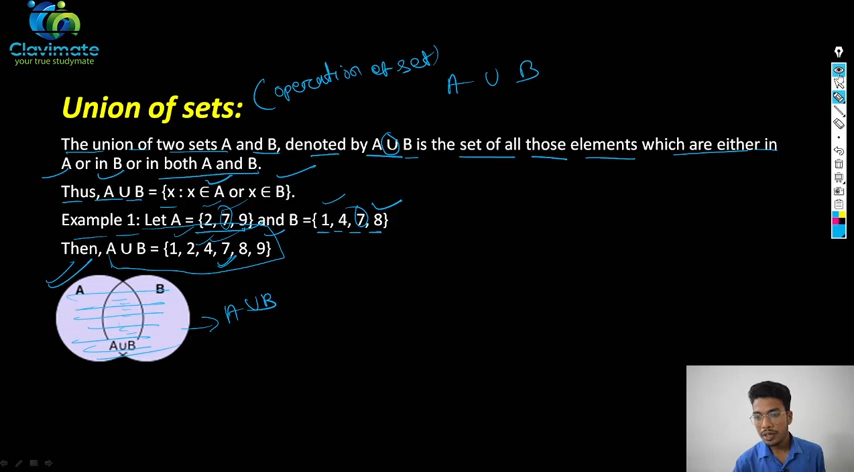 Clavimate
your true studymate
(operation of set)
A ∪ B
Union of sets:
The union of two sets A and B, denoted by A ∪ B is the set of all those elements which are either in
A or in B or in both A and B.
Thus, A ∪ B = {x : x ∈ A or x ∈ B}.
Example 1: Let A = {2, 7, 9} and B ={ 1, 4, 7, 8}
Then, A ∪ B = {1, 2, 4, 7, 8, 9}
A B
A ∪ B
A∪B